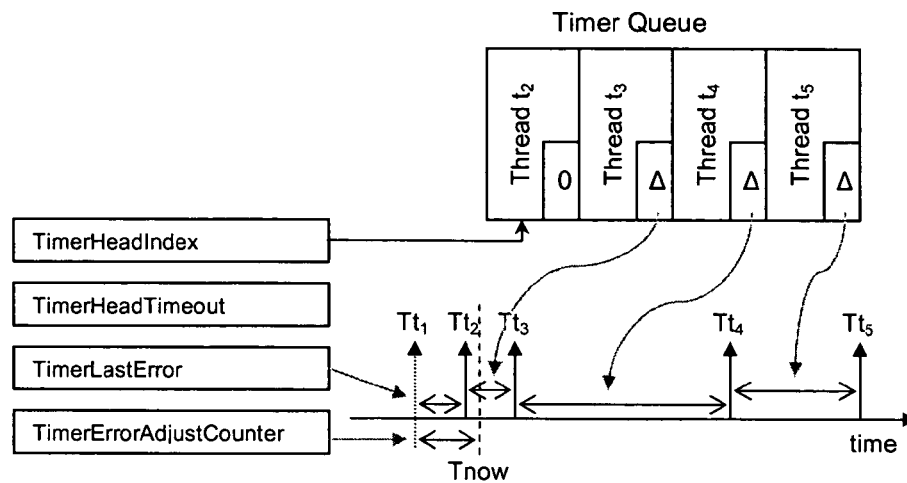 Timer Queue
Thread t₂
0
Thread t₃
Δ
Thread t₄
Δ
Thread t₅
Δ
TimerHeadIndex
TimerHeadTimeout
TimerLastError
TimerErrorAdjustCounter
Tt₁
Tt₂
Tt₃
Tt₄
Tt₅
Tnow
time